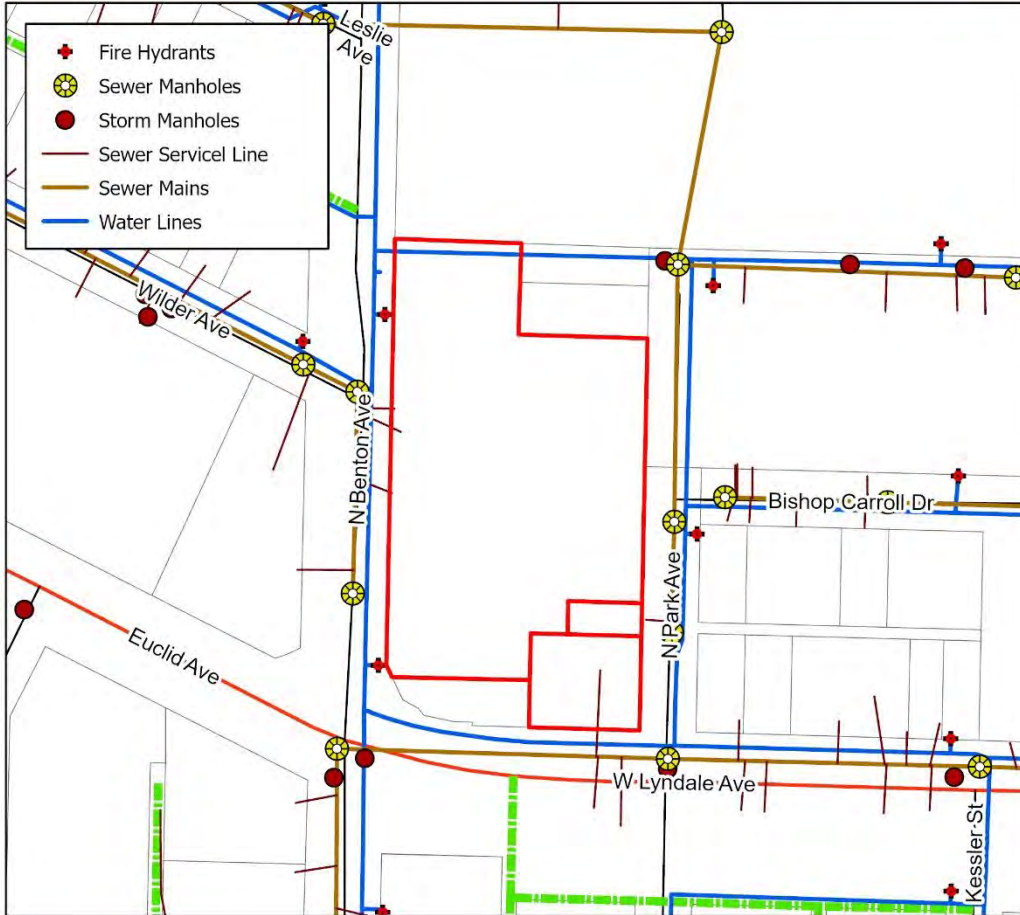 Leslie
Ave
Fire Hydrants
Sewer Manholes
Storm Manholes
Sewer Servicel Line
Sewer Mains
Water Lines
Wilder Ave
N Benton Ave
Bishop Carroll Dr
N Park Ave
Euclid Ave
W Lyndale Ave
Kessler St